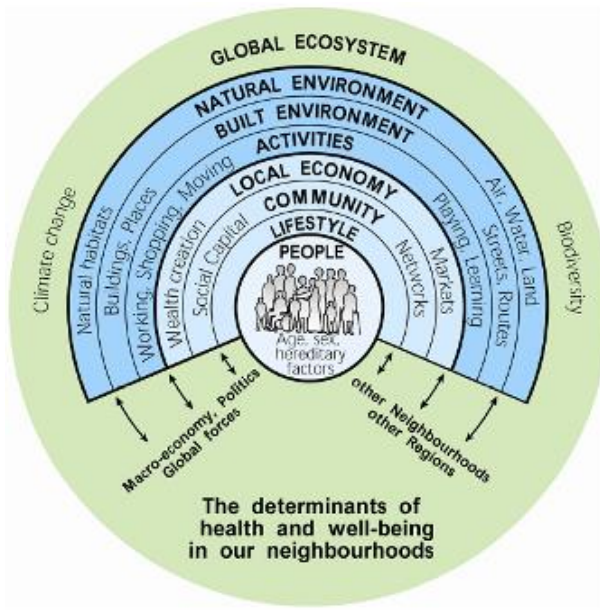 GLOBAL ECOSYSTEM
NATURAL ENVIRONMENT
BUILT ENVIRONMENT
ACTIVITIES
LOCAL ECONOMY
COMMUNITY
LIFESTYLE
PEOPLE
Age, sex,
hereditary
factors
Climate change
Natural habitats
Buildings, Places
Working, Shopping, Moving
Wealth creation
Social Capital
Networks
Markets
Playing, Learning
Streets, Routes
Air, Water, Land
Biodiversity
Macro-economy, Politics
Global forces
other Neighbourhoods
other Regions
The determinants of
health and well-being
in our neighbourhoods